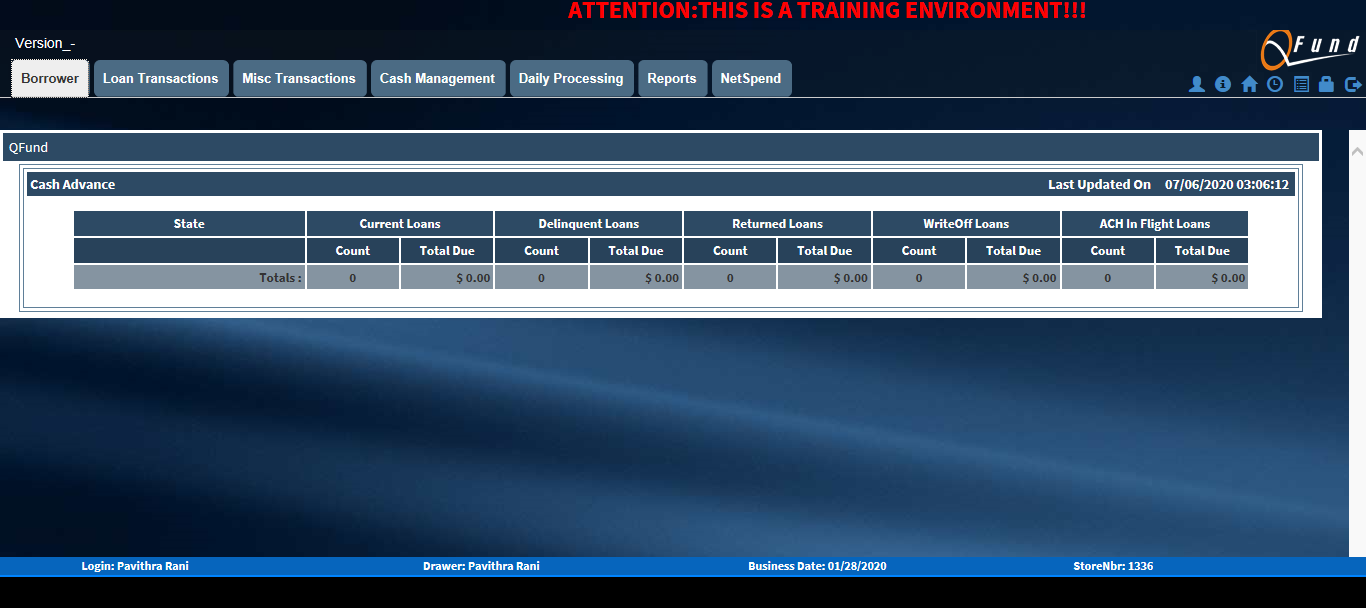 ATTENTION:THIS IS A TRAINING ENVIRONMENT!!!
Version_-
QFund
Borrower Loan Transactions Misc Transactions Cash Management Daily Processing Reports NetSpend
QFund
Cash Advance Last Updated On 07/06/2020 03:06:12
State Current Loans Delinquent Loans Returned Loans WriteOff Loans ACH In Flight Loans
Count Total Due Count Total Due Count Total Due Count Total Due Count Total Due
Totals : 0 $ 0.00 0 $ 0.00 0 $ 0.00 0 $ 0.00 0 $ 0.00
Login: Pavithra Rani Drawer: Pavithra Rani Business Date: 01/28/2020 StoreNbr: 1336